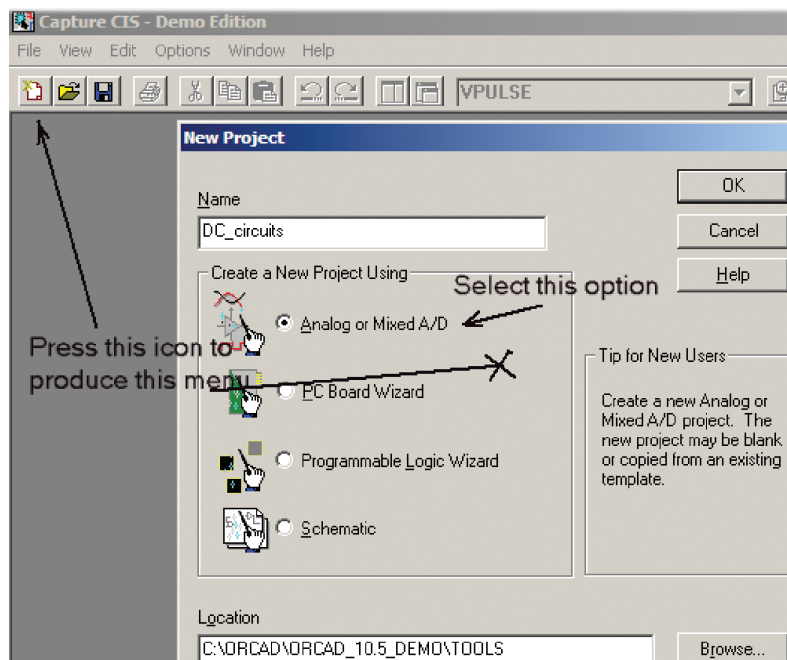 Capture CIS - Demo Edition
File View Edit Options Window Help
VPULSE
New Project
Name
DC_circuits
OK
Cancel
Help
Create a New Project Using
Select this option
Analog or Mixed A/D
Press this icon to
produce this menu
PC Board Wizard
Programmable Logic Wizard
Schematic
Tip for New Users
Create a new Analog or
Mixed A/D project. The
new project may be blank
or copied from an existing
template.
Location
C:\ORCAD\ORCAD_10.5_DEMO\TOOLS
Browse...